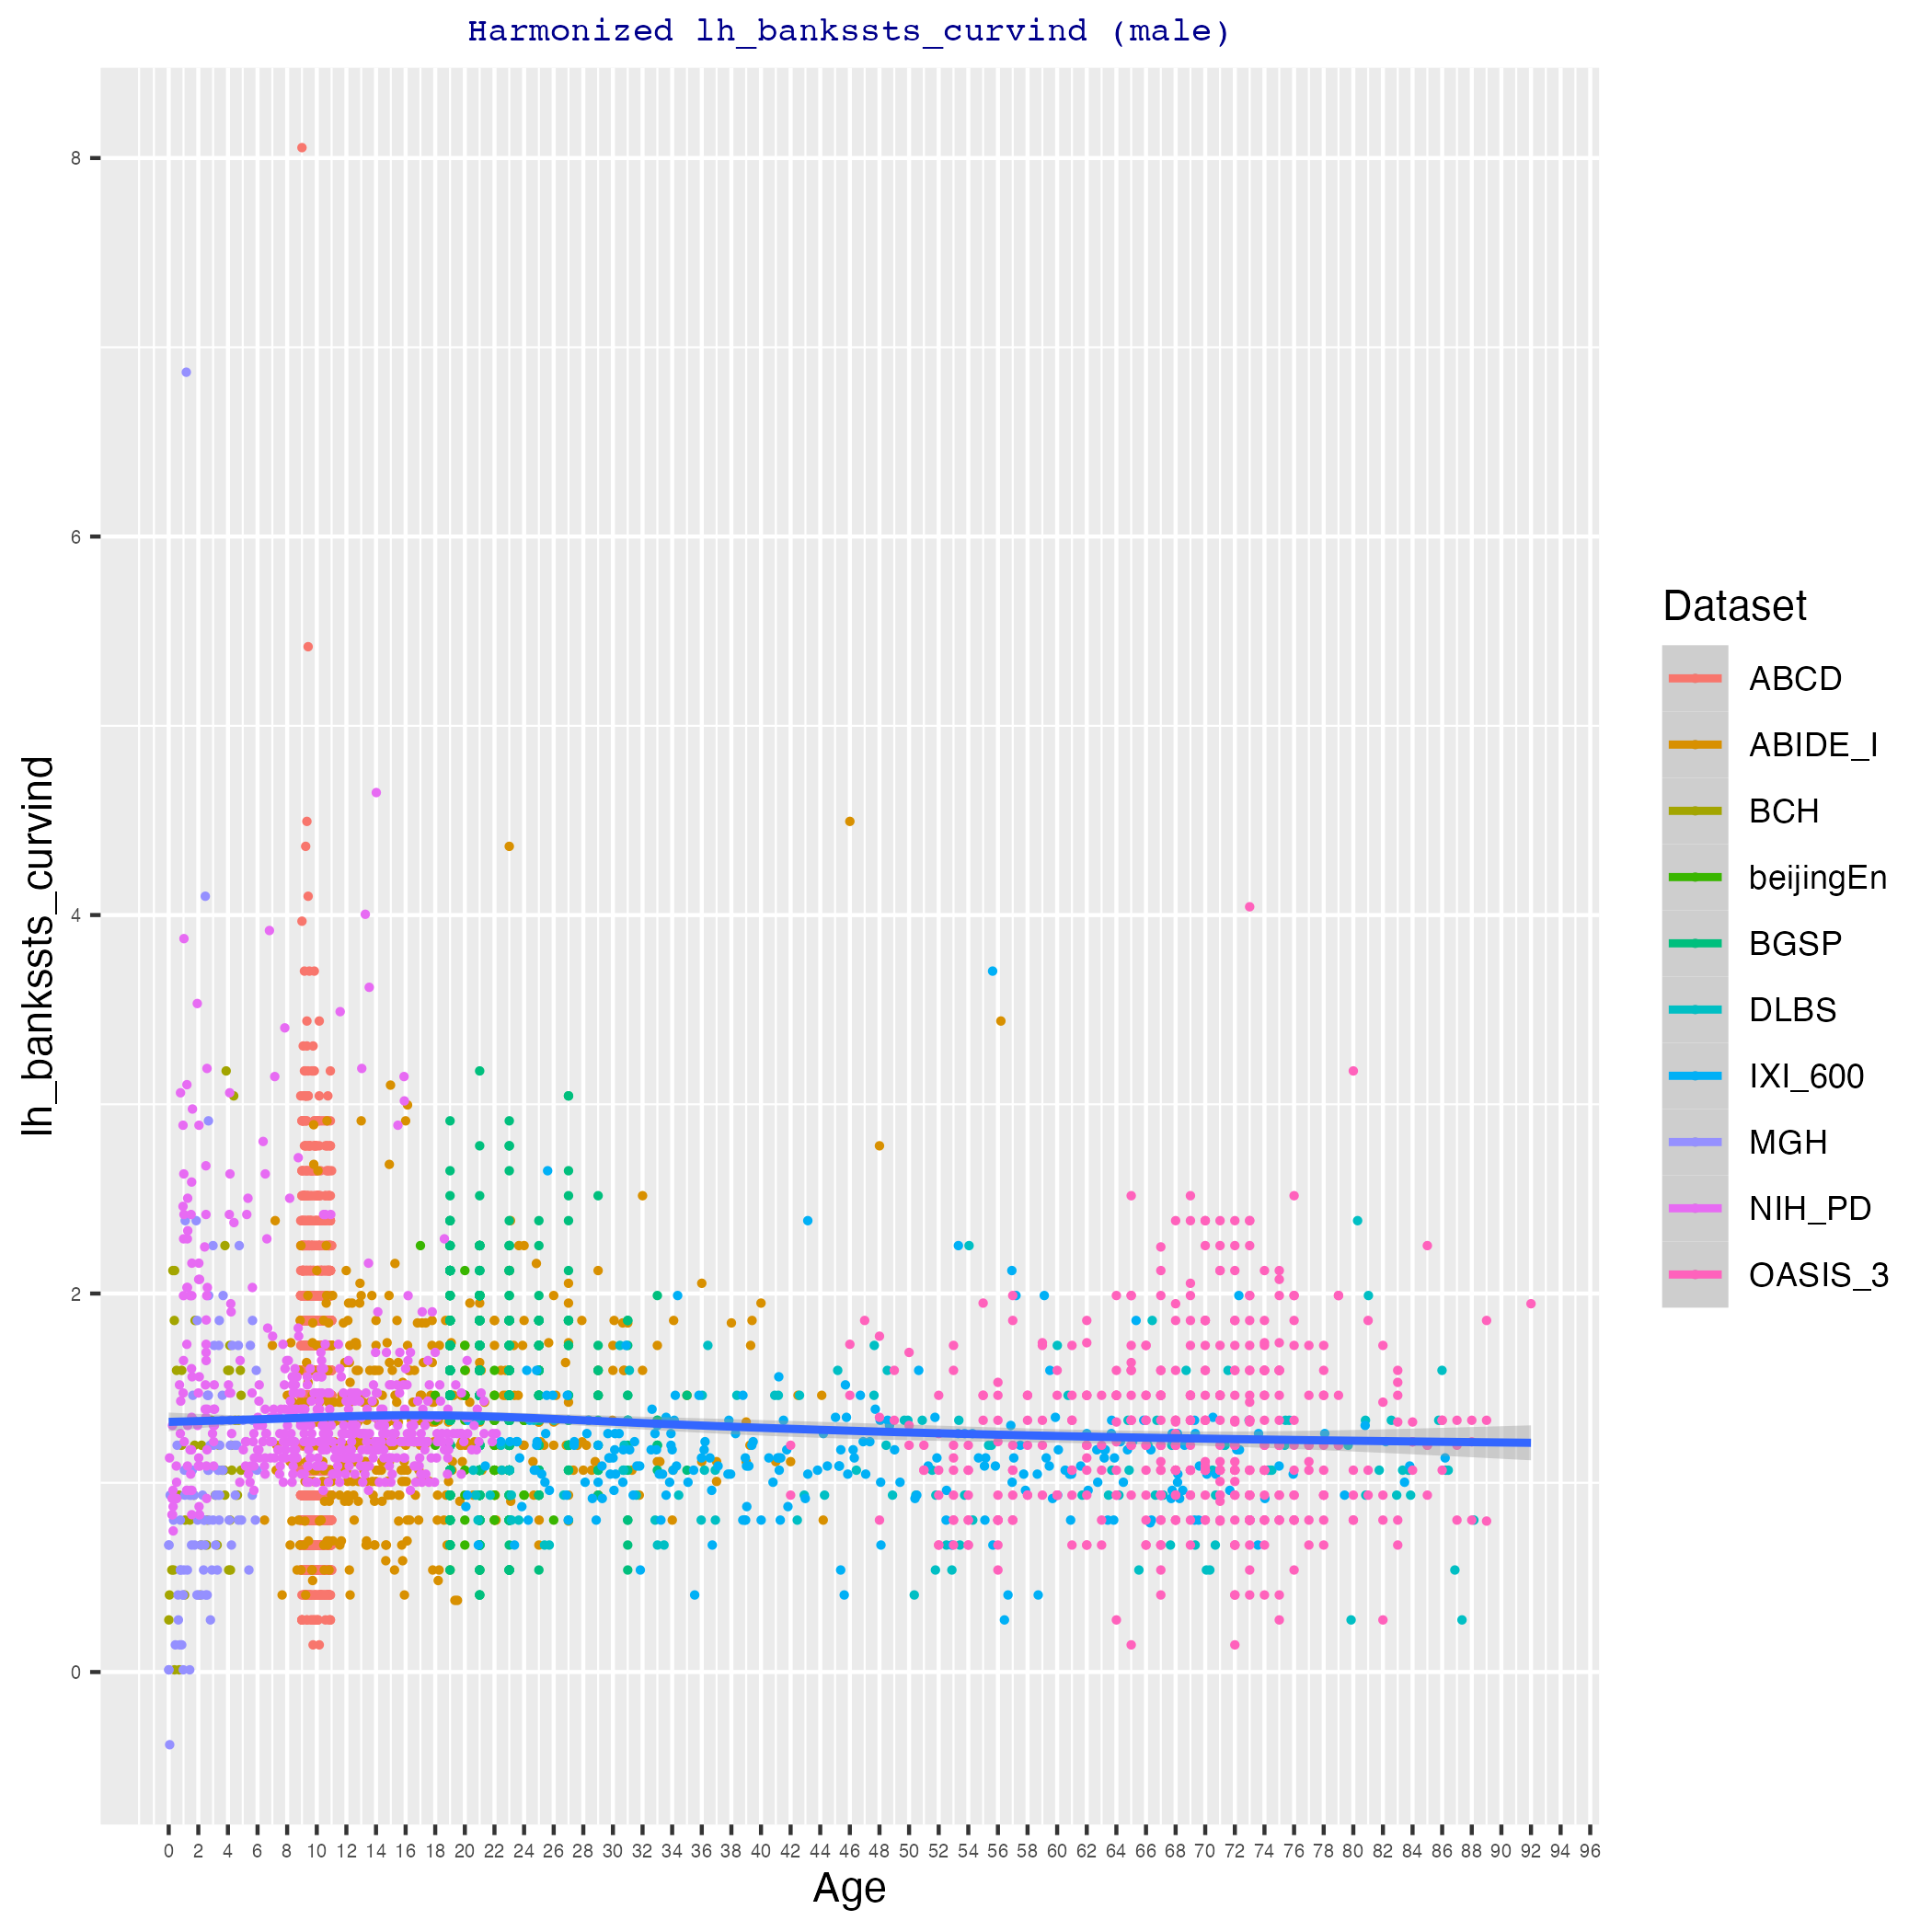 Harmonized lh_bankssts_curvind (male)
lh_bankssts_curvind
8
6
4
2
0
0 2 4 6 8 10 12 14 16 18 20 22 24 26 28 30 32 34 36 38 40 42 44 46 48 50 52 54 56 58 60 62 64 66 68 70 72 74 76 78 80 82 84 86 88 90 92 94 96
Age
Dataset
ABCD
ABIDE_I
BCH
beijingEn
BGSP
DLBS
IXI_600
MGH
NIH_PD
OASIS_3